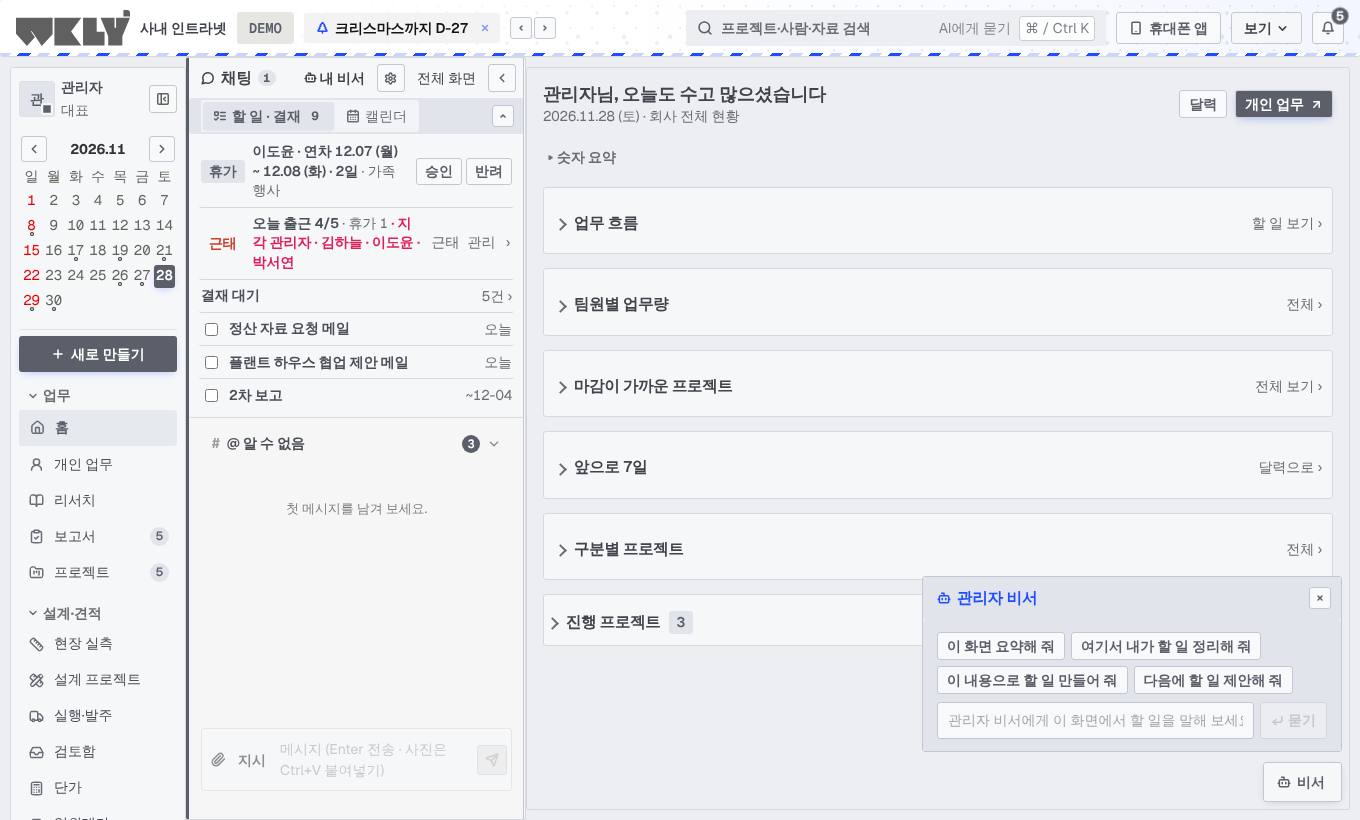 WKLY 사내 인트라넷 DEMO 크리스마스까지 D-27 × ‹ › 프로젝트·사람·자료 검색 AI에게 묻기 ⌘ / Ctrl K 휴대폰 앱 보기 5
관 관리자
대표
2026.11
일 월 화 수 목 금 토
1 2 3 4 5 6 7
8 9 10 11 12 13 14
15 16 17 18 19 20 21
22 23 24 25 26 27 28
29 30
+ 새로 만들기
업무
홈
개인 업무
리서치
보고서 5
프로젝트 5
설계·견적
현장 실측
설계 프로젝트
실행·발주
검토함
단가
채팅 1 내 비서 전체 화면
할 일 · 결재 9 캘린더
휴가 이도윤 · 연차 12.07 (월)
~ 12.08 (화) · 2일 · 가족
행사
승인 반려
근태 오늘 출근 4/5 · 휴가 1 · 지
각 관리자 · 김하늘 · 이도윤 ·
박서연
근태 관리 ›
결재 대기 5건 ›
정산 자료 요청 메일 오늘
플랜트 하우스 협업 제안 메일 오늘
2차 보고 ~12-04
# @ 알 수 없음 3
첫 메시지를 남겨 보세요.
지시 메시지 (Enter 전송 · 사진은
Ctrl+V 붙여넣기)
관리자님, 오늘도 수고 많으셨습니다
2026.11.28 (토) · 회사 전체 현황
달력 개인 업무
숫자 요약
업무 흐름 할 일 보기 ›
팀원별 업무량 전체 ›
마감이 가까운 프로젝트 전체 보기 ›
앞으로 7일 달력으로 ›
구분별 프로젝트 전체 ›
진행 프로젝트 3
관리자 비서 ×
이 화면 요약해 줘 여기서 내가 할 일 정리해 줘
이 내용으로 할 일 만들어 줘 다음에 할 일 제안해 줘
관리자 비서에게 이 화면에서 할 일을 말해 보세요 묻기
비서